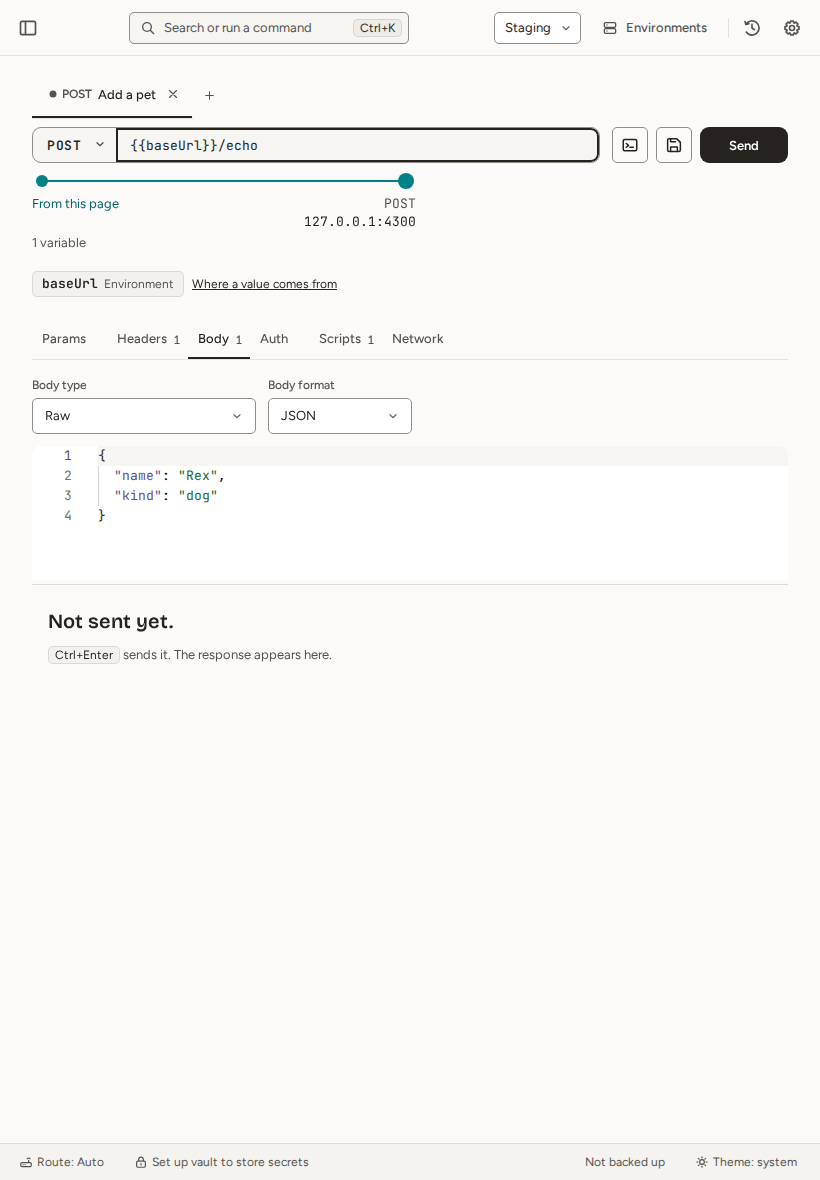 Search or run a command Ctrl+K Staging Environments
POST Add a pet
POST {{baseUrl}}/echo Send
From this page POST
127.0.0.1:4300
1 variable
baseUrl Environment Where a value comes from
Params Headers 1 Body 1 Auth Scripts 1 Network
Body type Body format
Raw JSON
1 {
2 "name": "Rex",
3 "kind": "dog"
4 }
Not sent yet.
Ctrl+Enter sends it. The response appears here.
Route: Auto Set up vault to store secrets Not backed up Theme: system